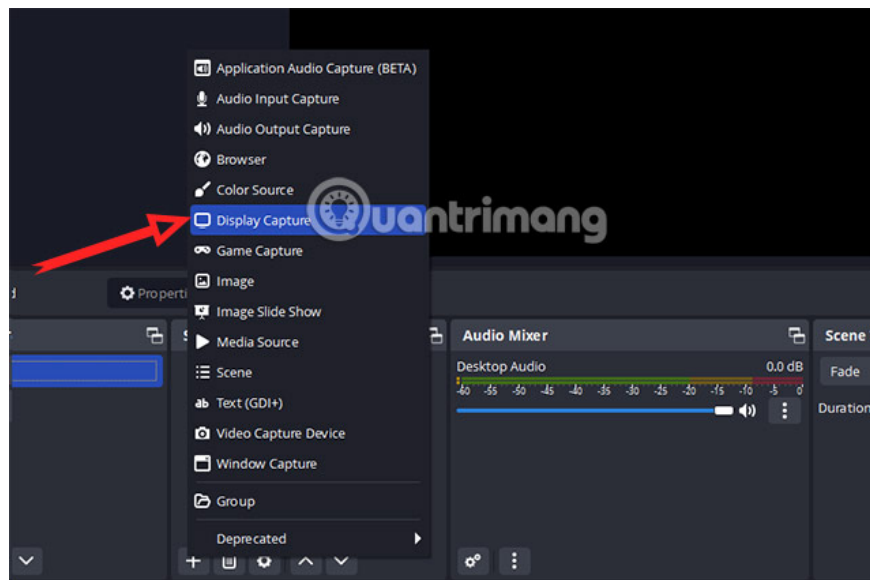 Application Audio Capture (BETA)
Audio Input Capture
Audio Output Capture
Browser
Color Source
Display Capture
Quantrimang
Game Capture
Image
Properti
Image Slide Show
Media Source
Scene
Text (GDI+)
Video Capture Device
Window Capture
Group
Deprecated
Audio Mixer
Desktop Audio 0.0 dB
-60 -55 -50 -45 -40 -35 -30 -25 -20 -15 -10 -5 0
Scene
Fade
Duration